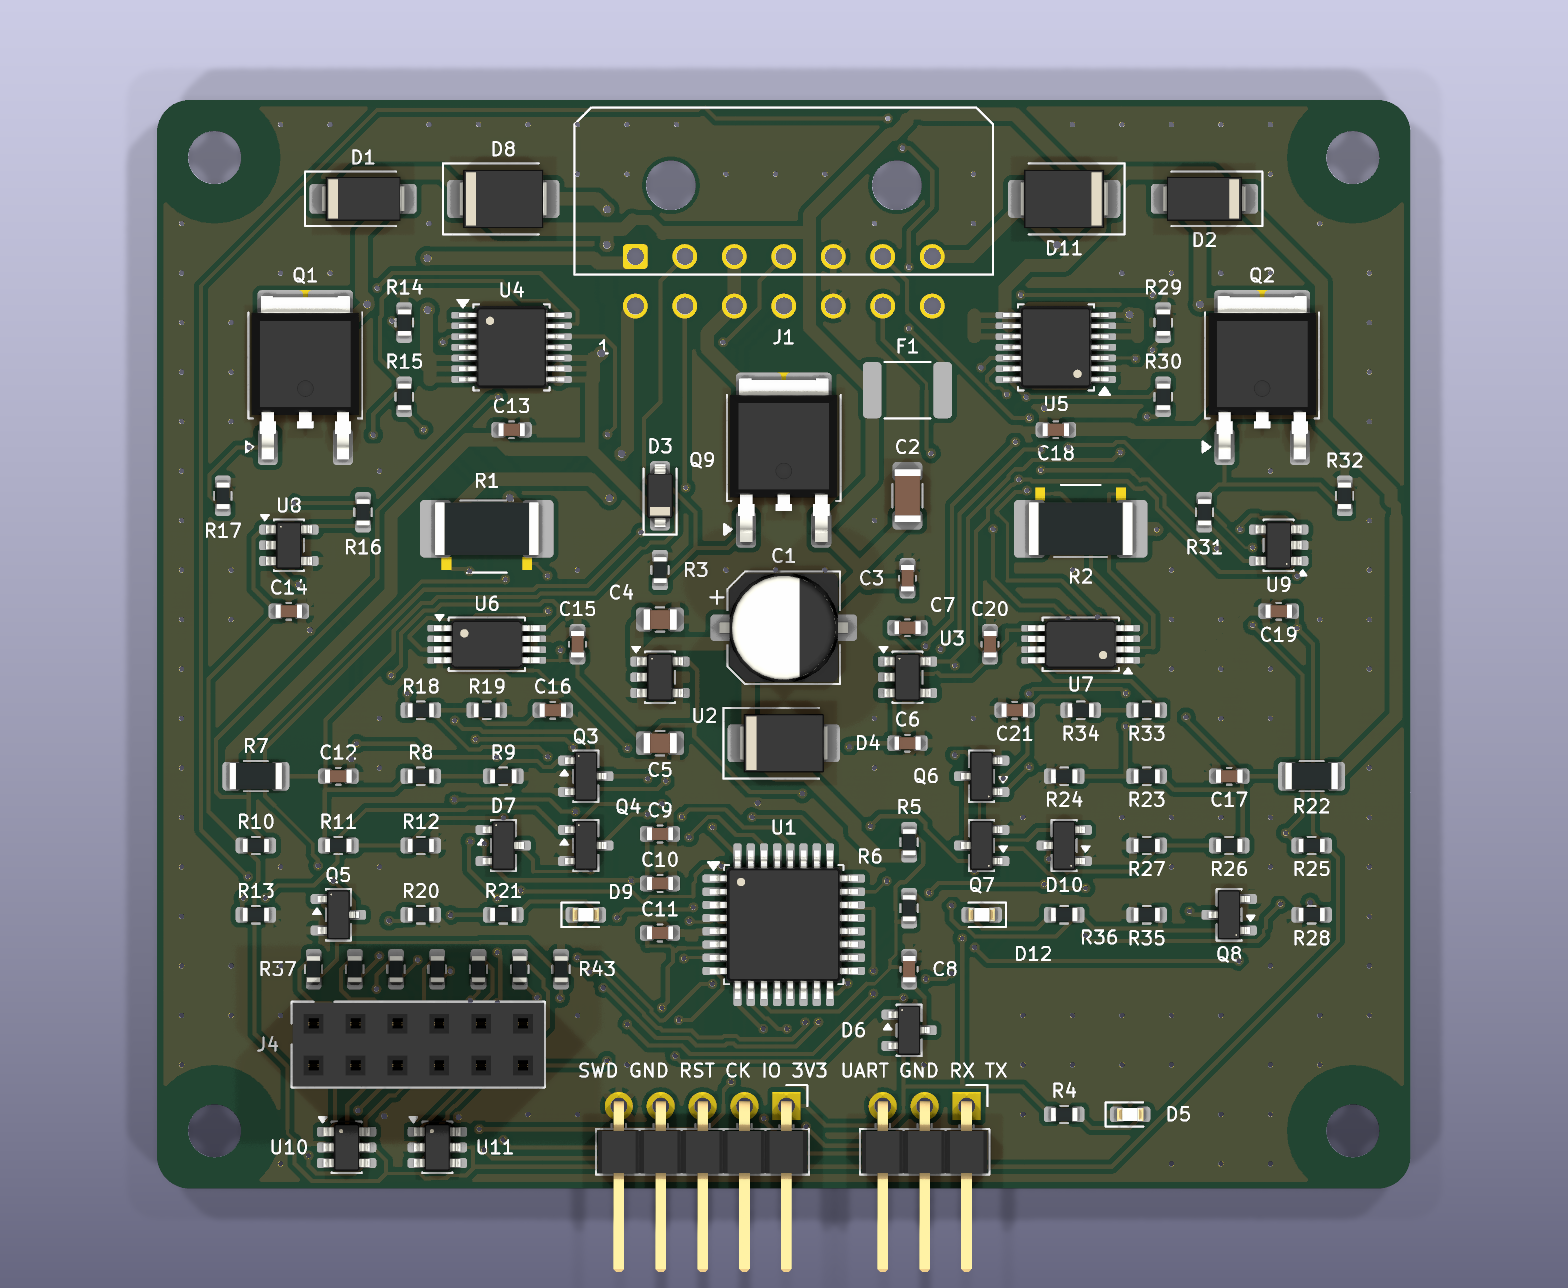 D1 D8
D11 D2
Q1 R14 U4 R29 Q2
1 J1 F1
R15 R30
C13 U5
D3 Q9 C2 C18 R32
R1
R17 U8 R16 R31
C1
C14 R3 C3 R2 U9
+
U6 C15 C4 C7 C20
U3 C19
R18 R19 C16 U7
U2 C6 C21 R34 R33
R7 C12 R8 R9 Q3 D4
C5 Q6
R24 R23 C17 R22
D7 Q4 C9 R5
R10 R11 R12 U1
C10 R6 R27 R26 R25
Q5 Q7 D10
R13 R20 R21 D9
C11
R36 R35 Q8 R28
D12
R37 R43 C8
D6
J4
SWD GND RST CK IO 3V3 UART GND RX TX
R4
D5
U10 U11